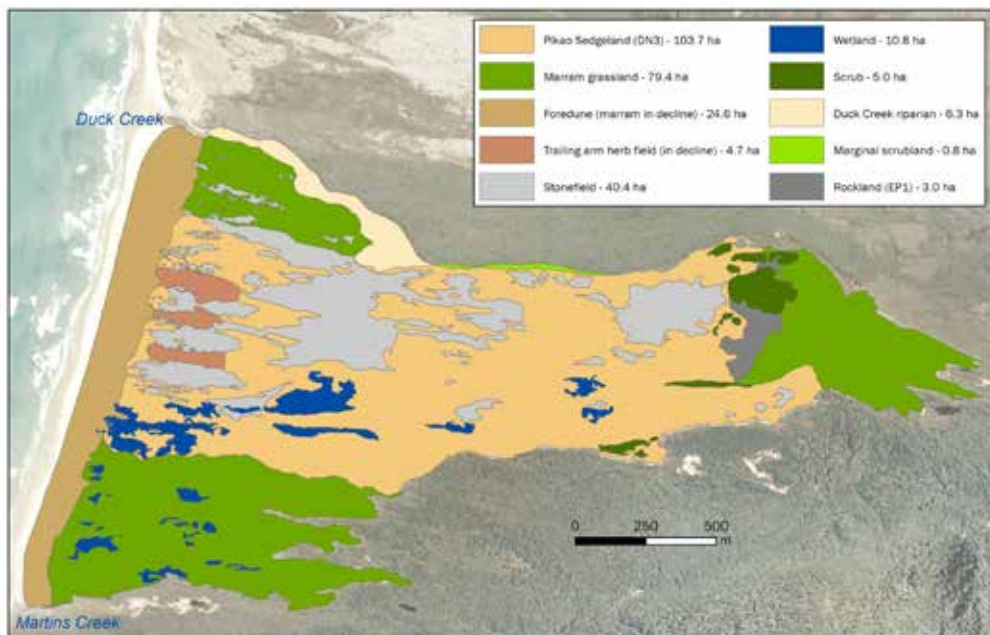 Pikao Sedgeland (DN3) - 103.7 ha
Marram grassland - 79.4 ha
Foredune (marram in decline) - 24.6 ha
Trailing arm herb field (in decline) - 4.7 ha
Stonefield - 40.4 ha
Wetland - 10.8 ha
Scrub - 5.0 ha
Duck Creek riparian - 6.3 ha
Marginal scrubland - 0.8 ha
Rockland (EP1) - 3.0 ha
Duck Creek
0 250 500
m
Martins Creek